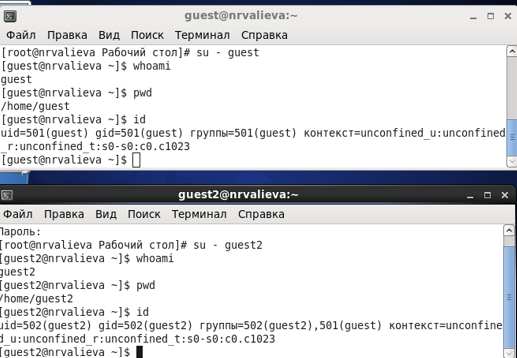 guest@nrvalieva:~
Файл Правка Вид Поиск Терминал Справка
[root@nrvalieva Рабочий стол]# su - guest
[guest@nrvalieva ~]$ whoami
guest
[guest@nrvalieva ~]$ pwd
/home/guest
[guest@nrvalieva ~]$ id
uid=501(guest) gid=501(guest) группы=501(guest) контекст=unconfined_u:unconfined
_r:unconfined_t:s0-s0:c0.c1023
[guest@nrvalieva ~]$
guest2@nrvalieva:~
Файл Правка Вид Поиск Терминал Справка
Пароль:
[root@nrvalieva Рабочий стол]# su - guest2
[guest2@nrvalieva ~]$ whoami
guest2
[guest2@nrvalieva ~]$ pwd
/home/guest2
[guest2@nrvalieva ~]$ id
uid=502(guest2) gid=502(guest2) группы=502(guest2),501(guest) контекст=unconfine
d_u:unconfined_r:unconfined_t:s0-s0:c0.c1023
[guest2@nrvalieva ~]$